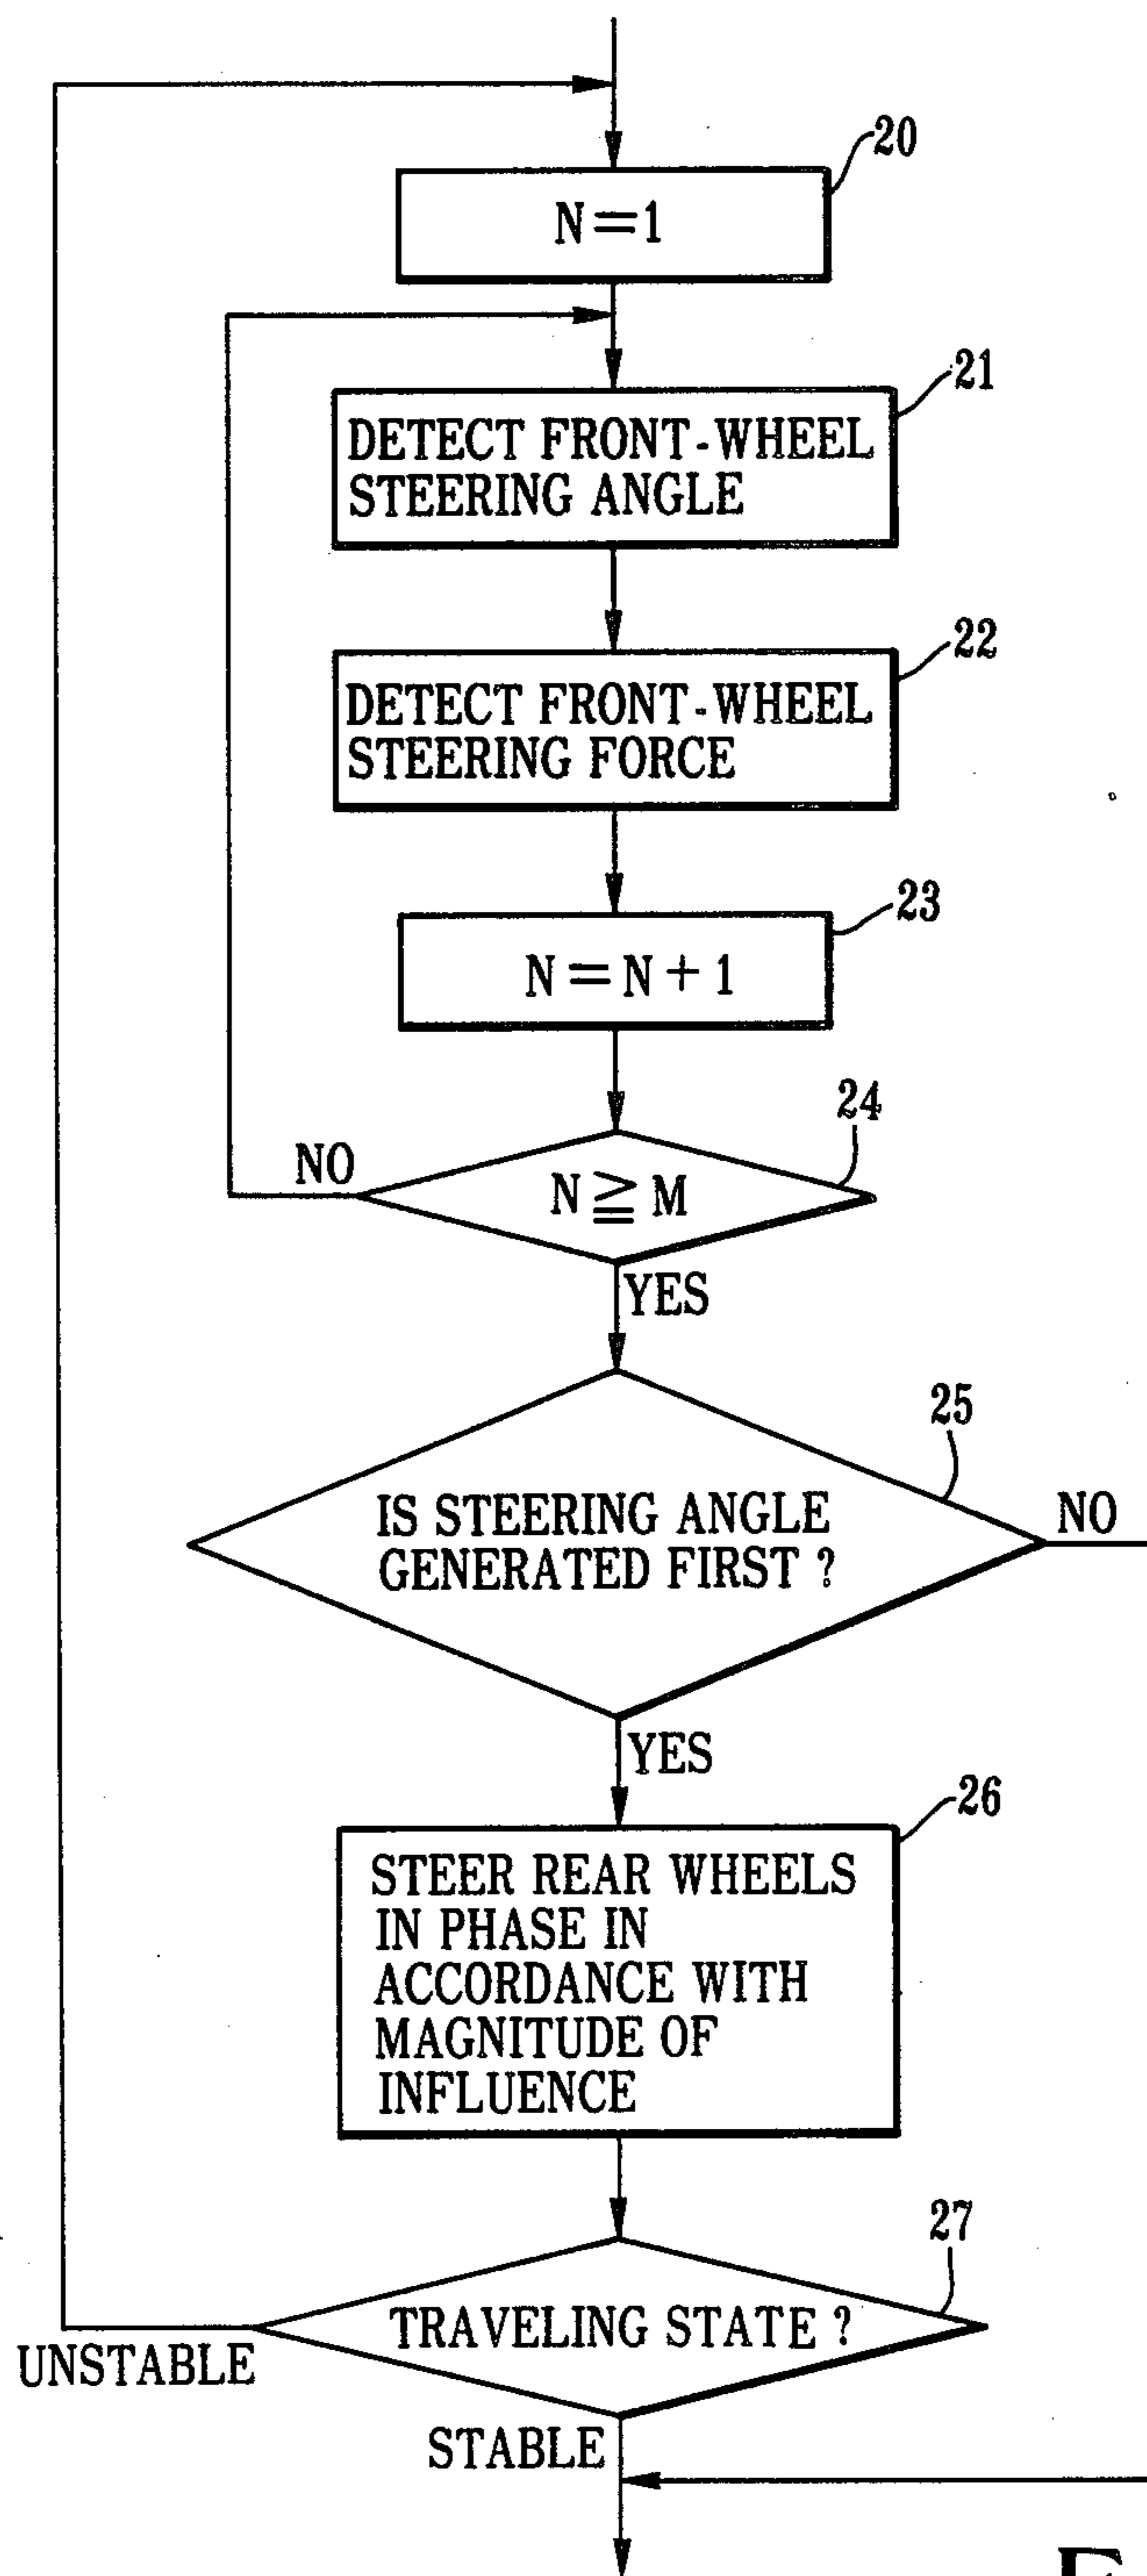 20
N=1
21
DETECT FRONT-WHEEL
STEERING ANGLE
22
DETECT FRONT-WHEEL
STEERING FORCE
23
N=N+1
24
NO
N≧M
YES
25
IS STEERING ANGLE
GENERATED FIRST ?
NO
YES
26
STEER REAR WHEELS
IN PHASE IN
ACCORDANCE WITH
MAGNITUDE OF
INFLUENCE
27
TRAVELING STATE ?
UNSTABLE
STABLE